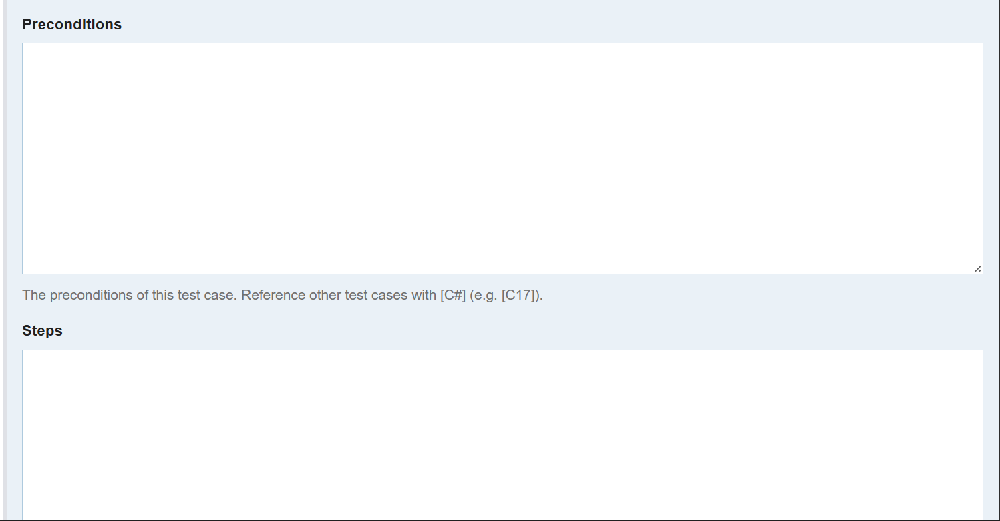 Preconditions
The preconditions of this test case. Reference other test cases with [C#] (e.g. [C17]).
Steps